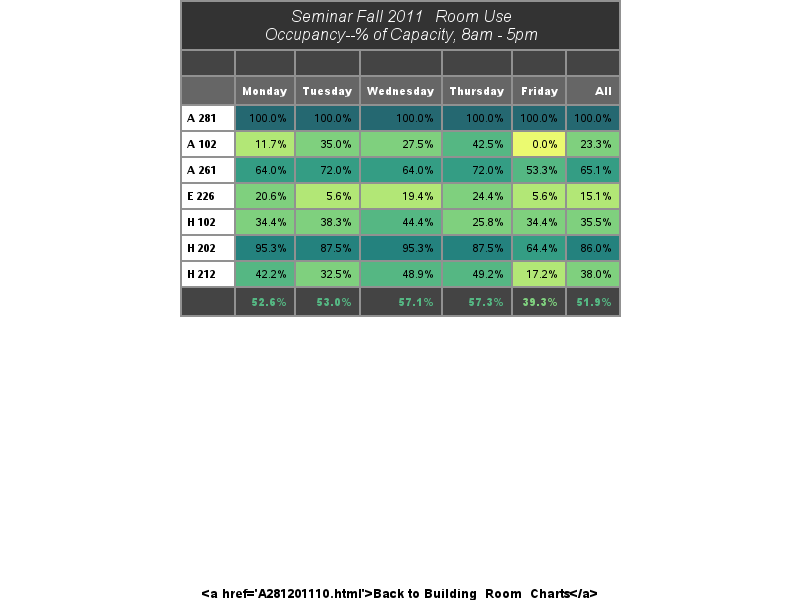 Seminar Fall 2011 Room Use
Occupancy--% of Capacity, 8am - 5pm
Monday Tuesday Wednesday Thursday Friday All
A 281 100.0% 100.0% 100.0% 100.0% 100.0% 100.0%
A 102 11.7% 35.0% 27.5% 42.5% 0.0% 23.3%
A 261 64.0% 72.0% 64.0% 72.0% 53.3% 65.1%
E 226 20.6% 5.6% 19.4% 24.4% 5.6% 15.1%
H 102 34.4% 38.3% 44.4% 25.8% 34.4% 35.5%
H 202 95.3% 87.5% 95.3% 87.5% 64.4% 86.0%
H 212 42.2% 32.5% 48.9% 49.2% 17.2% 38.0%
52.6% 53.0% 57.1% 57.3% 39.3% 51.9%
<a href='A281201110.html'>Back to Building Room Charts</a>